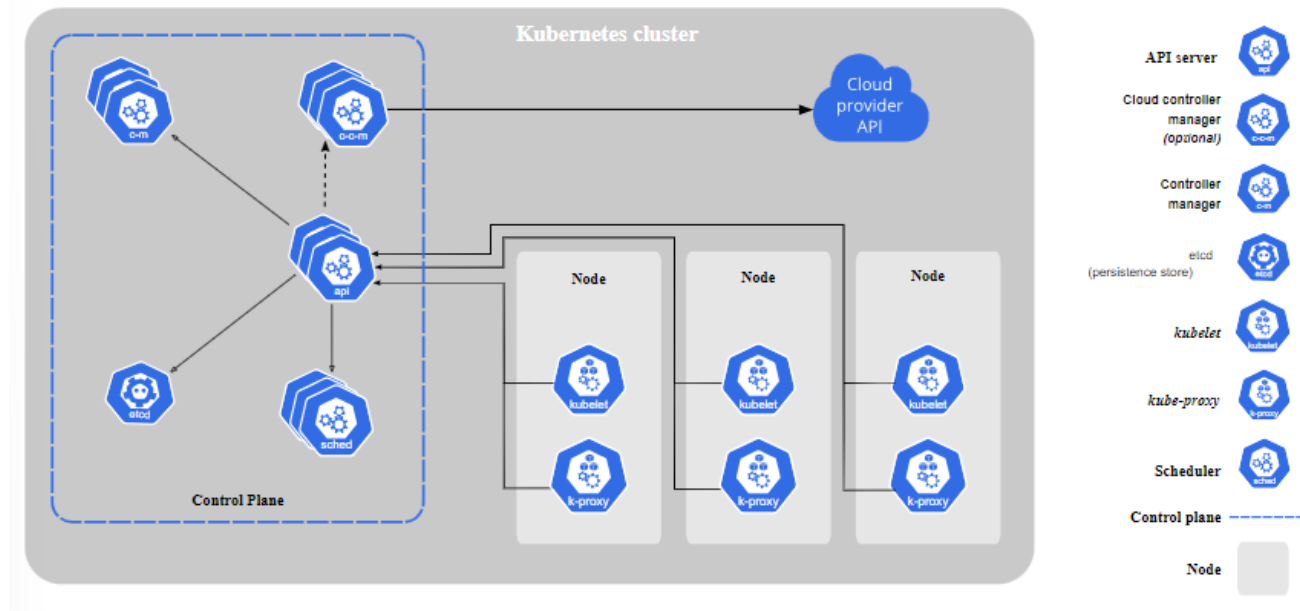 Kubernetes cluster
c-m
c-c-m
Cloud
provider
API
api
etcd
sched
Control Plane
Node
Node
Node
kubelet
kubelet
kubelet
k-proxy
k-proxy
k-proxy
API server
api
Cloud controller
manager
(optional)
c-c-m
Controller
manager
c-m
etcd
(persistence store)
etcd
kubelet
kubelet
kube-proxy
k-proxy
Scheduler
sched
Control plane
Node